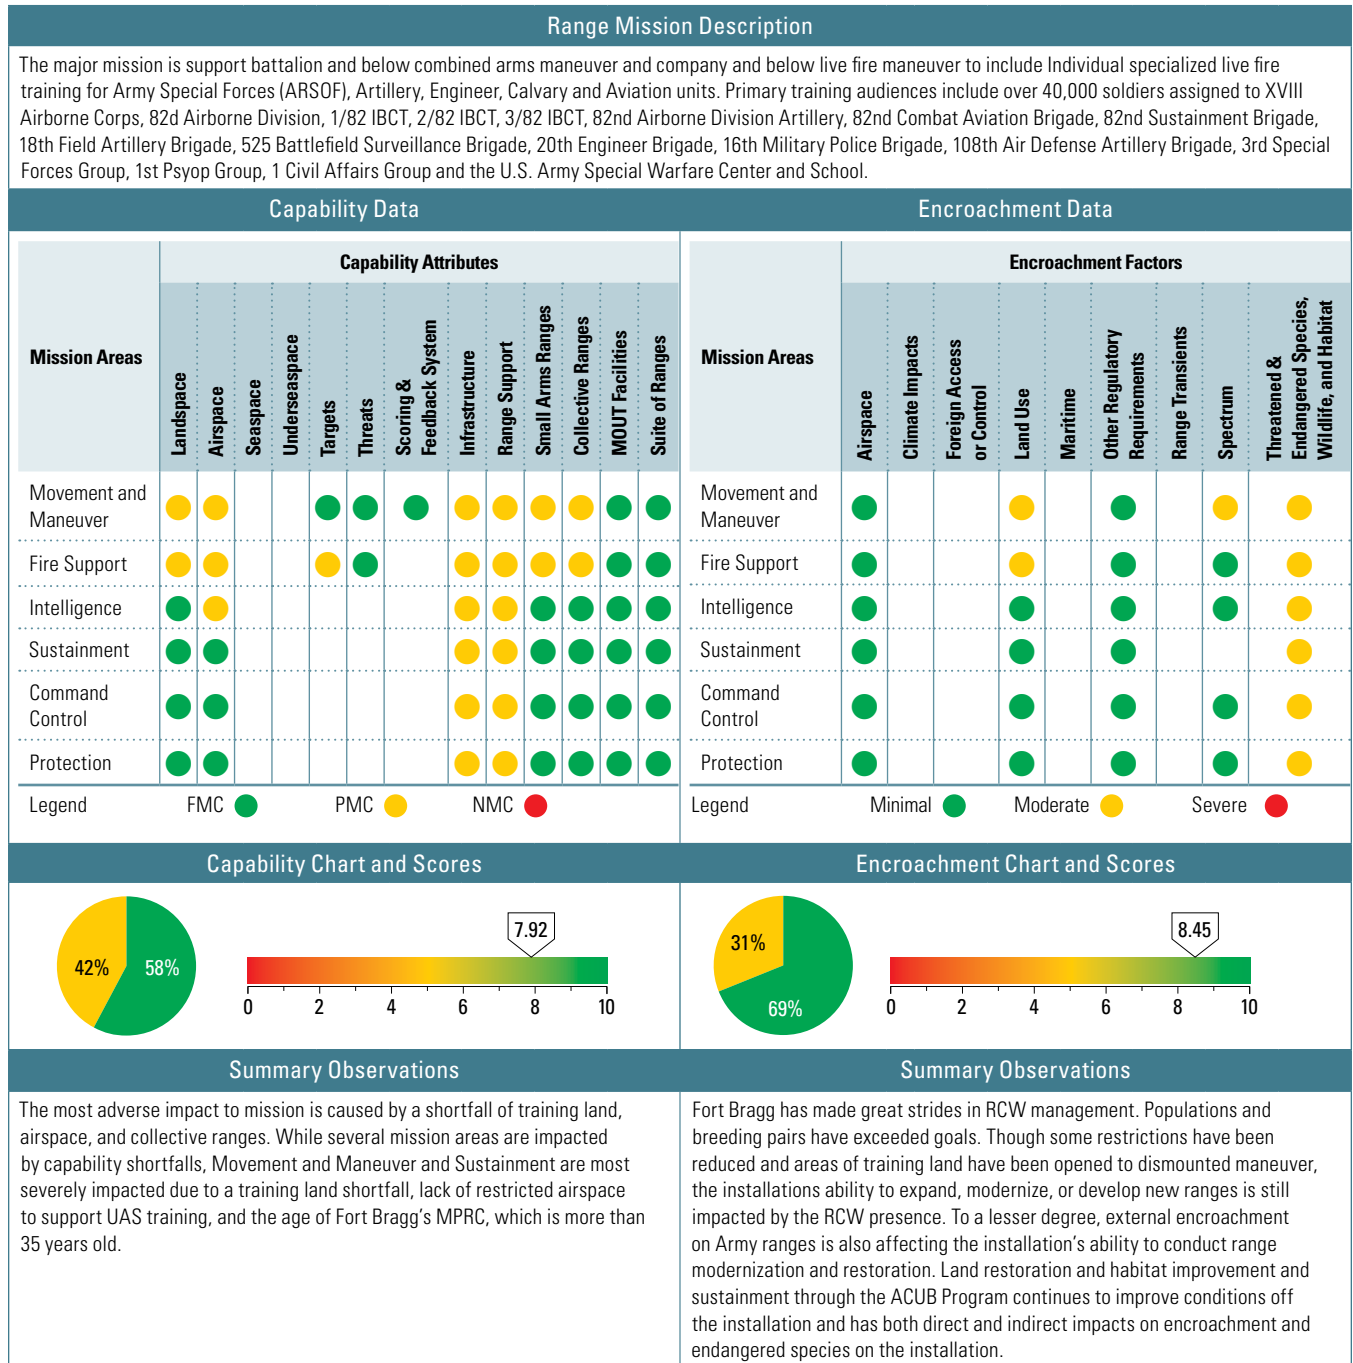 Range Mission Description
The major mission is support battalion and below combined arms maneuver and company and below live fire maneuver to include Individual specialized live fire
training for Army Special Forces (ARSOF), Artillery, Engineer, Calvary and Aviation units. Primary training audiences include over 40,000 soldiers assigned to XVIII
Airborne Corps, 82d Airborne Division, 1/82 IBCT, 2/82 IBCT, 3/82 IBCT, 82nd Airborne Division Artillery, 82nd Combat Aviation Brigade, 82nd Sustainment Brigade,
18th Field Artillery Brigade, 525 Battlefield Surveillance Brigade, 20th Engineer Brigade, 16th Military Police Brigade, 108th Air Defense Artillery Brigade, 3rd Special
Forces Group, 1st Psyop Group, 1 Civil Affairs Group and the U.S. Army Special Warfare Center and School.
Capability Data
Capability Attributes
Mission Areas
Landspace
Airspace
Seaspace
Underseaspace
Targets
Threats
Scoring &
Feedback System
Infrastructure
Range Support
Small Arms Ranges
Collective Ranges
MOUT Facilities
Suite of Ranges
Movement and
Maneuver
Fire Support
Intelligence
Sustainment
Command
Control
Protection
Legend FMC PMC NMC
Encroachment Data
Encroachment Factors
Mission Areas
Airspace
Climate Impacts
Foreign Access
or Control
Land Use
Maritime
Other Regulatory
Requirements
Range Transients
Spectrum
Threatened &
Endangered Species,
Wildlife, and Habitat
Movement and
Maneuver
Fire Support
Intelligence
Sustainment
Command
Control
Protection
Legend Minimal Moderate Severe
Capability Chart and Scores
42% 58%
7.92
0 2 4 6 8 10
Encroachment Chart and Scores
31%
69%
8.45
0 2 4 6 8 10
Summary Observations
The most adverse impact to mission is caused by a shortfall of training land,
airspace, and collective ranges. While several mission areas are impacted
by capability shortfalls, Movement and Maneuver and Sustainment are most
severely impacted due to a training land shortfall, lack of restricted airspace
to support UAS training, and the age of Fort Bragg's MPRC, which is more than
35 years old.
Summary Observations
Fort Bragg has made great strides in RCW management. Populations and
breeding pairs have exceeded goals. Though some restrictions have been
reduced and areas of training land have been opened to dismounted maneuver,
the installations ability to expand, modernize, or develop new ranges is still
impacted by the RCW presence. To a lesser degree, external encroachment
on Army ranges is also affecting the installation's ability to conduct range
modernization and restoration. Land restoration and habitat improvement and
sustainment through the ACUB Program continues to improve conditions off
the installation and has both direct and indirect impacts on encroachment and
endangered species on the installation.